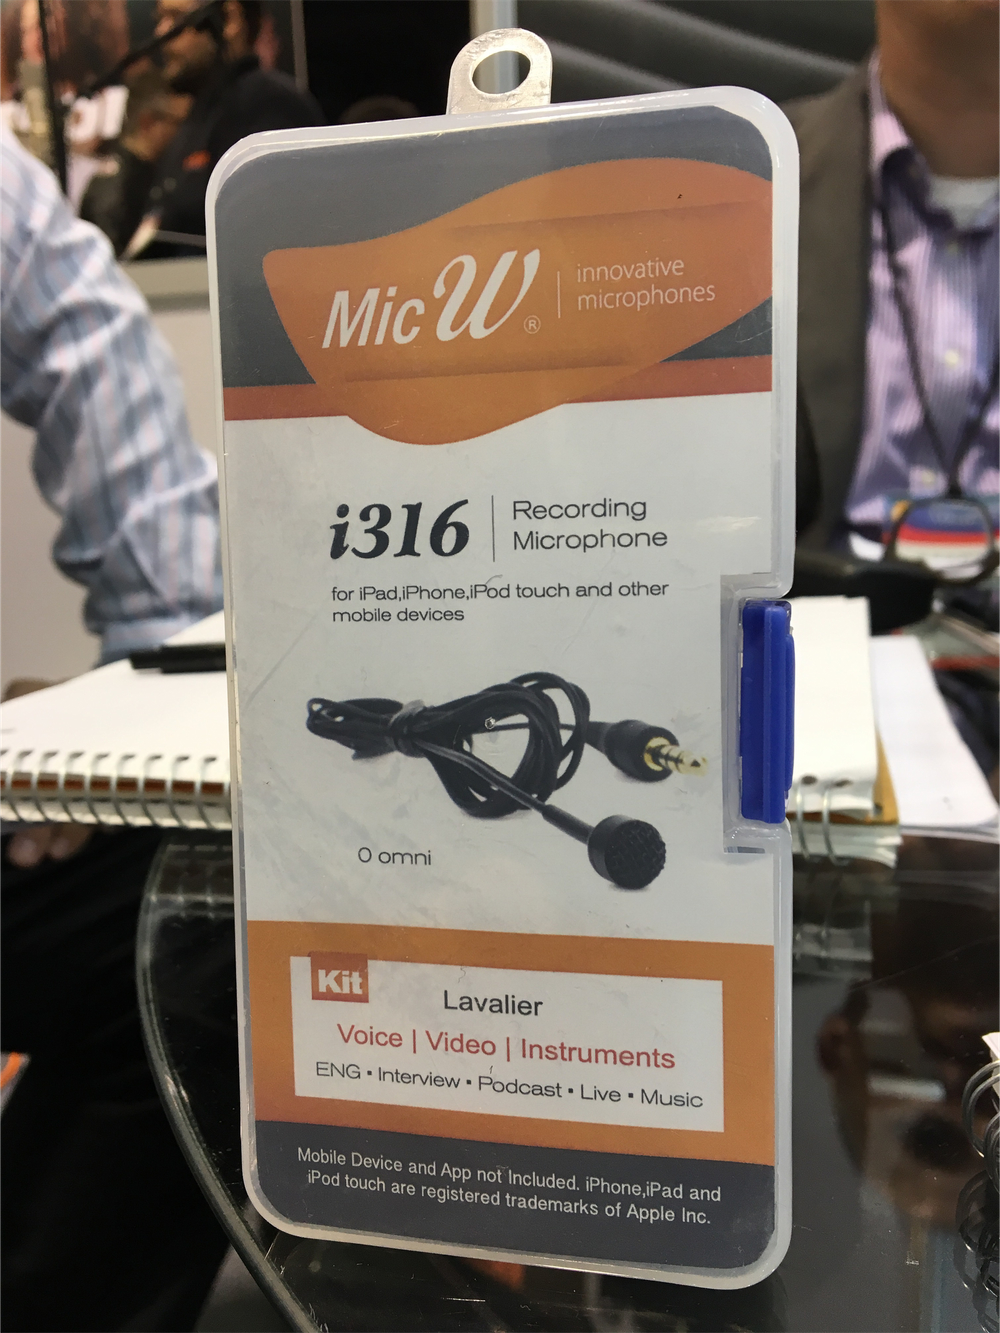 MicW® | innovative
microphones
i316 | Recording
Microphone
for iPad,iPhone,iPod touch and other
mobile devices
0 omni
Kit
Lavalier
Voice | Video | Instruments
ENG ▪ Interview ▪ Podcast ▪ Live ▪ Music
Mobile Device and App not Included. iPhone,iPad and
iPod touch are registered trademarks of Apple Inc.